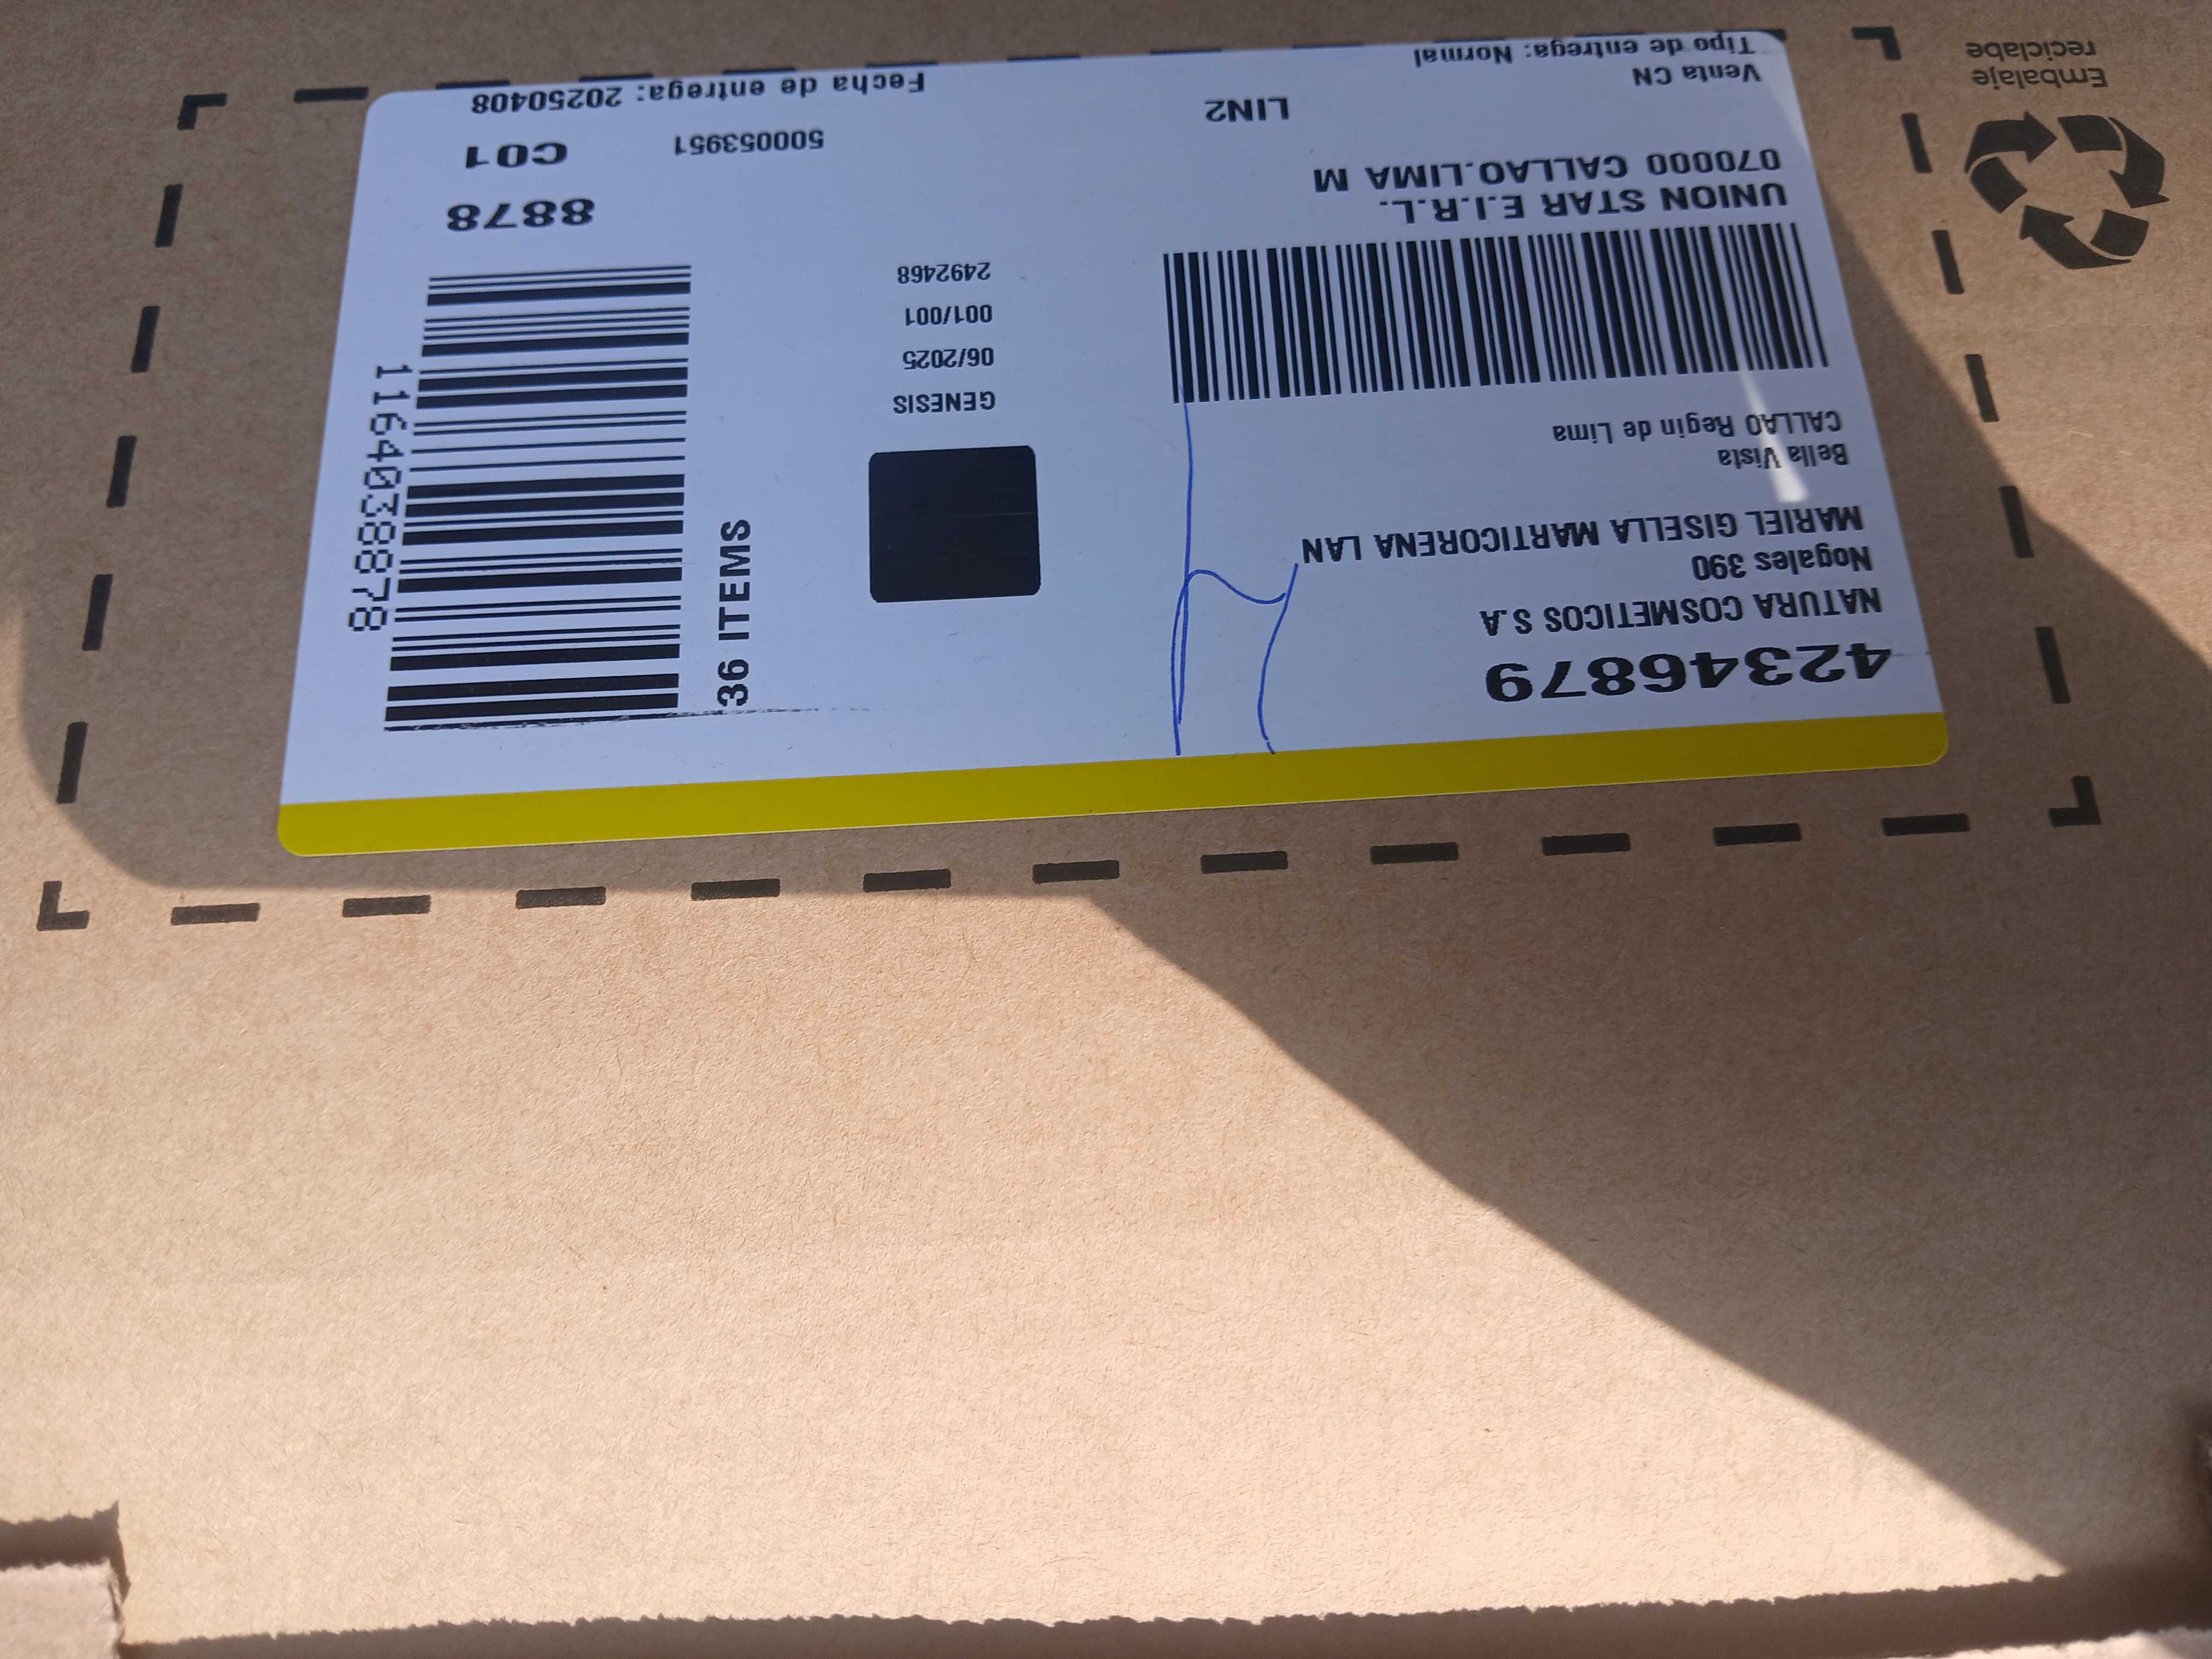 42346879
NATURA COSMETICOS S.A
Nogales 390
MARIEL GISELLA MARTICORENA LAN
Bella Vista
CALLAO Regin de Lima
UNION STAR E.I.R.L.
070000 CALLAO.LIMA M
LIN2
Venta CN
Tipo de entrega: Normal
36 ITEMS
GENESIS
06/2025
001/001
2492468
1164038878
8878
500053951
C01
Fecha de entrega: 20250408
Embalaje
reciclabe